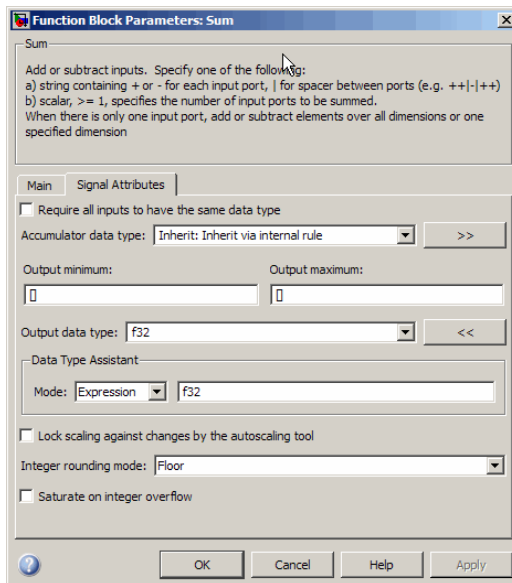 Function Block Parameters: Sum
Sum
Add or subtract inputs. Specify one of the following:
a) string containing + or - for each input port, | for spacer between ports (e.g. ++|-|++)
b) scalar, >= 1, specifies the number of input ports to be summed.
When there is only one input port, add or subtract elements over all dimensions or one
specified dimension
Main Signal Attributes
Require all inputs to have the same data type
Accumulator data type: Inherit: Inherit via internal rule >>
Output minimum: Output maximum:
[] []
Output data type: f32 <<
Data Type Assistant
Mode: Expression f32
Lock scaling against changes by the autoscaling tool
Integer rounding mode: Floor
Saturate on integer overflow
? OK Cancel Help Apply